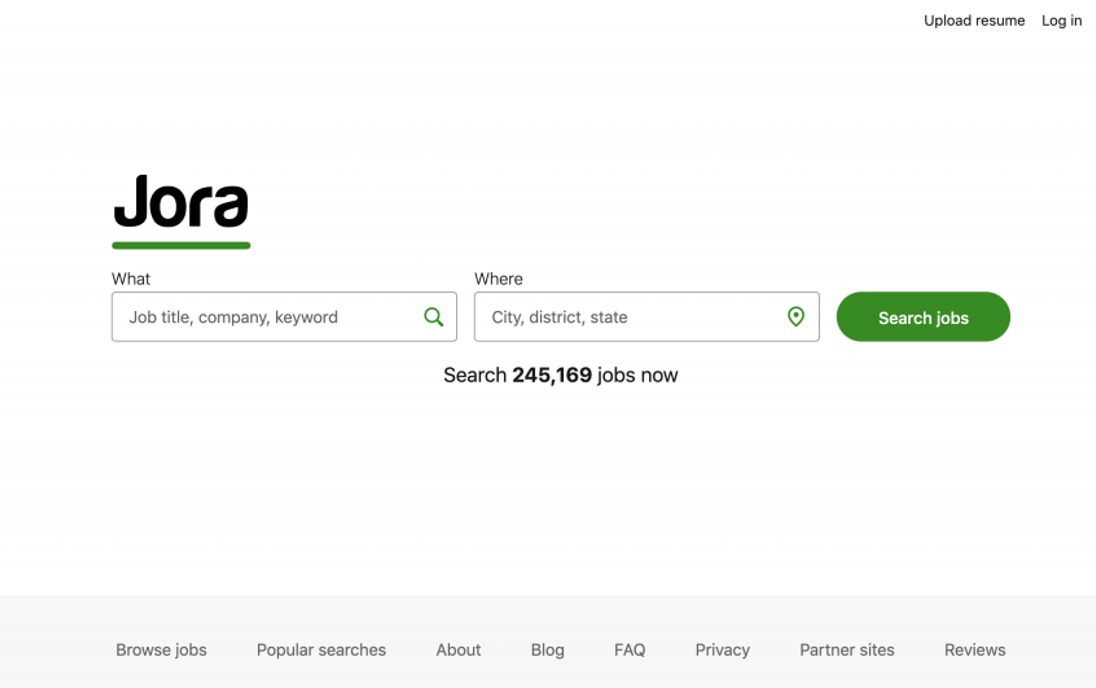 Upload resume Log in
Jora
What Where
Job title, company, keyword City, district, state Search jobs
Search 245,169 jobs now
Browse jobs Popular searches About Blog FAQ Privacy Partner sites Reviews